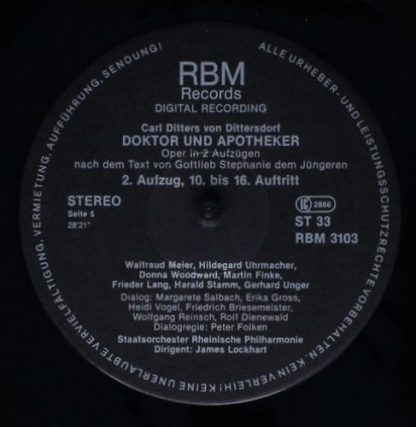 ALLE URHEBER- UND LEISTUNGSSCHUTZRECHTE VORBEHALTEN. KEIN VERLEIH! KEINE UNERLAUBTE VERVIELFÄLTIGUNG, VERMIETUNG, AUFFÜHRUNG, SENDUNG!
RBM
Records
DIGITAL RECORDING
Carl Ditters von Dittersdorf
DOKTOR UND APOTHEKER
Oper in 2 Aufzügen
nach dem Text von Gottlieb Stephanie dem Jüngeren
2. Aufzug, 10. bis 16. Auftritt
STEREO
Seite 5
28'21"
LC 2886
ST 33
RBM 3103
Waltraud Meier, Hildegard Uhrmacher,
Donna Woodward, Martin Finke,
Frieder Lang, Harald Stamm, Gerhard Unger
Dialog: Margarete Salbach, Erika Gross,
Heidi Vogel, Friedrich Briesemeister,
Wolfgang Reinsch, Rolf Dienewald
Dialogregie: Peter Folken
Staatsorchester Rheinische Philharmonie
Dirigent: James Lockhart